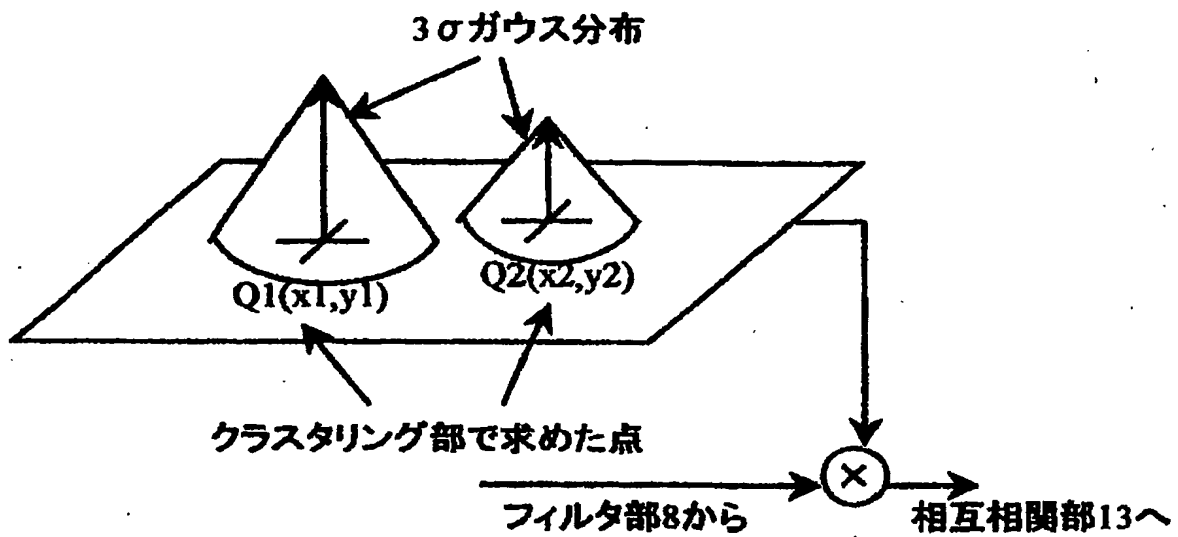 3σガウス分布
Q1(x1,y1)
Q2(x2,y2)
クラスタリング部で求めた点
フィルタ部8から
相互相関部13へ